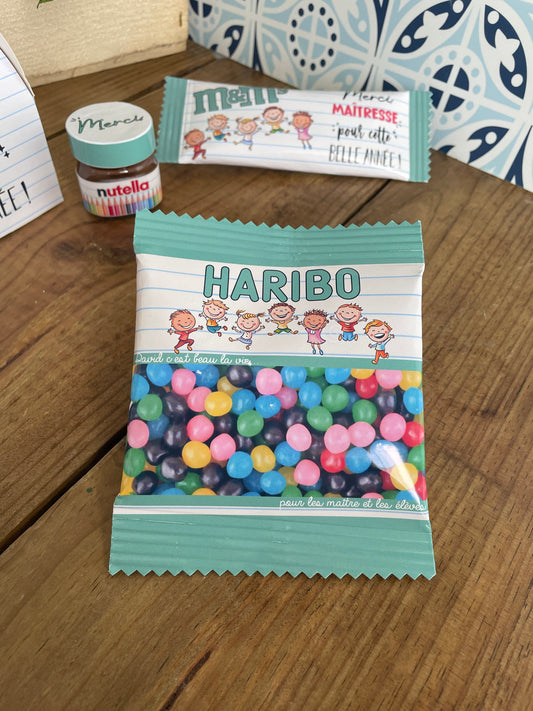 m&m's
Merci
MAÎTRESSE
pour cette
BELLE ANNÉE!
Merci
nutella
ÉE!
HARIBO
David c'est beau la vie
pour les maître et les élèves